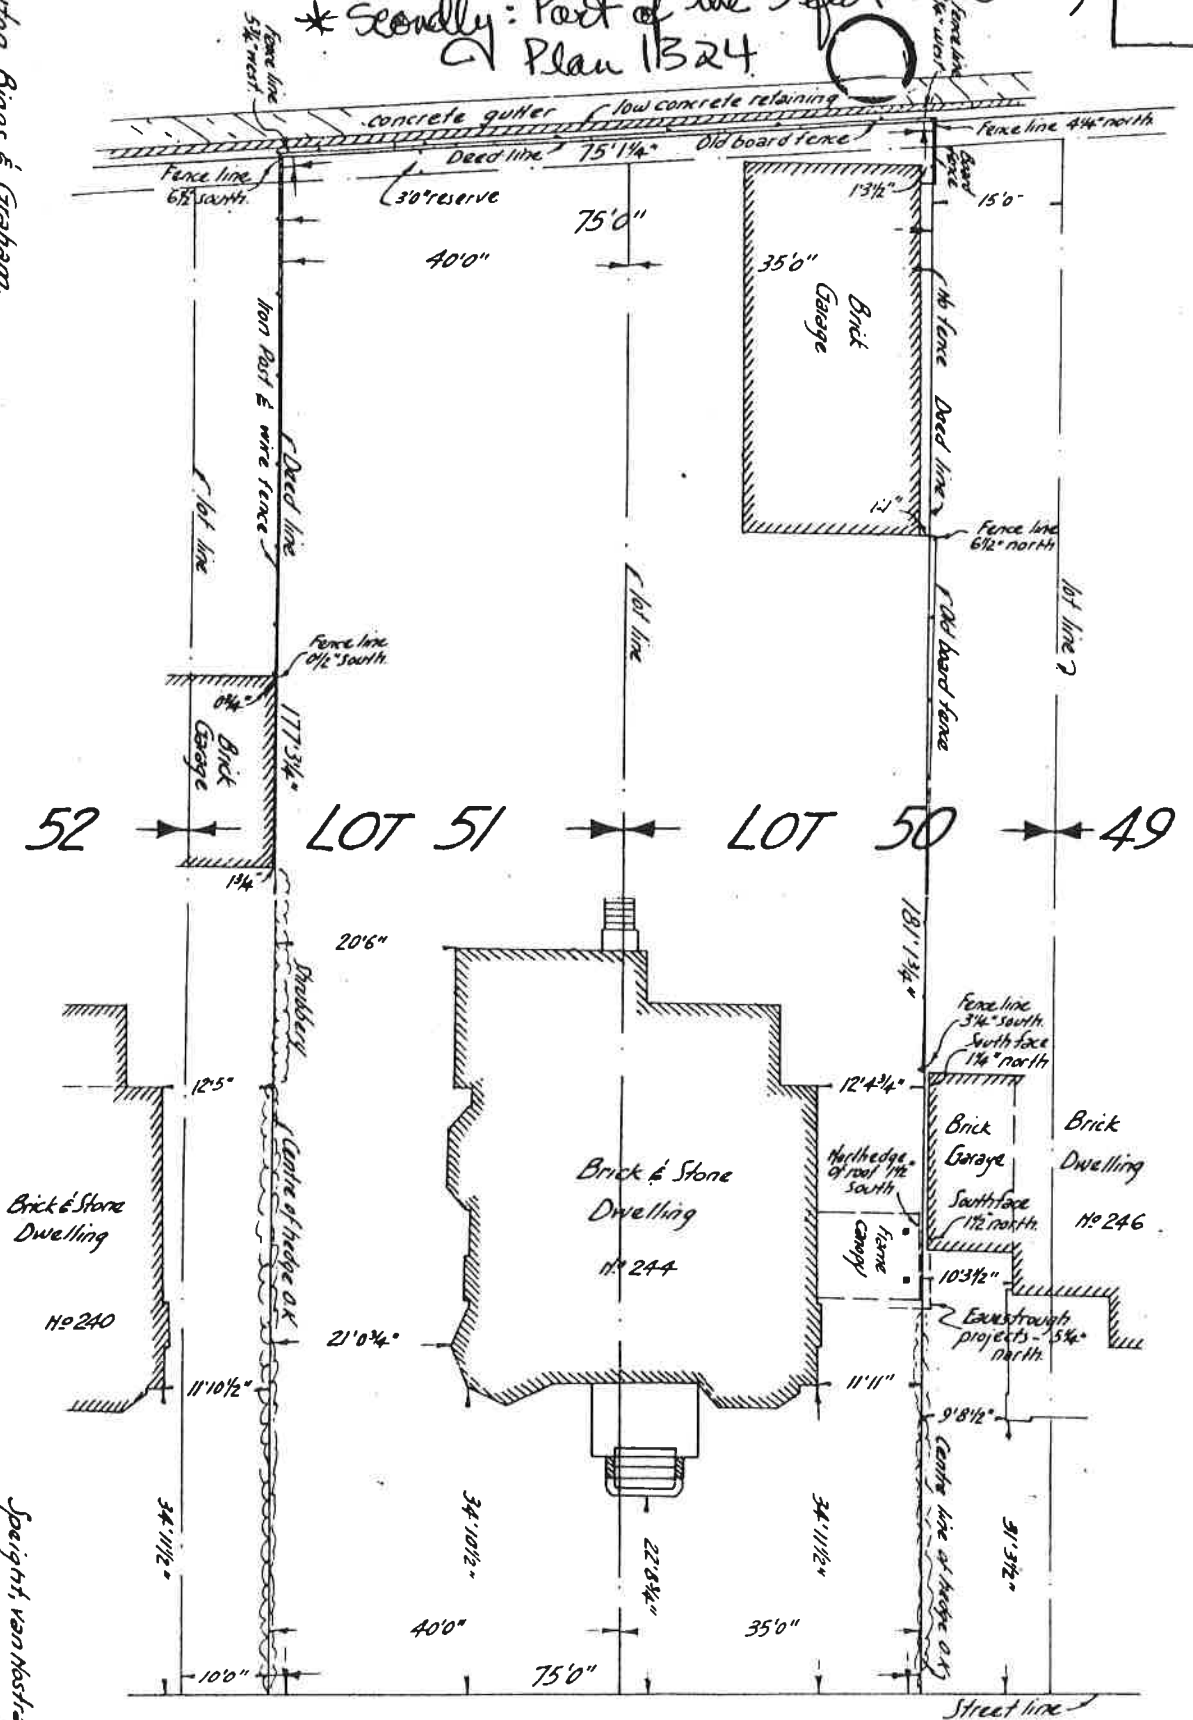 * Secondly: Part of the 3 foot
Plan 1324
Fence line
5¼" west.
Fence line
west
concrete gutter
low concrete retaining
Fence line
6½" south.
Deed line
75'1¼"
Old board fence
Fence line 4¼" north
Board
fence
3'0" reserve
1'3½"
15'0"
75'0"
40'0"
35'0"
Brick
Garage
No fence
Deed line
Iron Post & wire fence
Deed line
lot line
lot line
lot line
Fence line
6½" north
Old board fence
Fence line
0½" south.
0¾"
Brick
Garage
177'3¼"
1¾"
52
LOT 51
LOT 50
49
181'1¾"
20'6"
Shrubbery
Fence line
3¼" south.
South face
1¼" north
12'5"
12'4¾"
Brick & Stone
Dwelling
No 240
Centre of hedge O.K
Brick & Stone
Dwelling
No 244
North edge
of roof 1½"
south
Frame
Canopy
Brick
Garage
South face
1½" north.
Brick
Dwelling
No 246
10'3½"
Eavestrough
projects - 5¼"
north.
21'0¾"
11'10½"
11'11"
9'8½"
Centre line of hedge O.K
34'11½"
34'10½"
22'8¾"
34'11½"
31'3½"
40'0"
35'0"
10'0"
75'0"
Street line
Bigos & Graham.
Speight, van Nostra